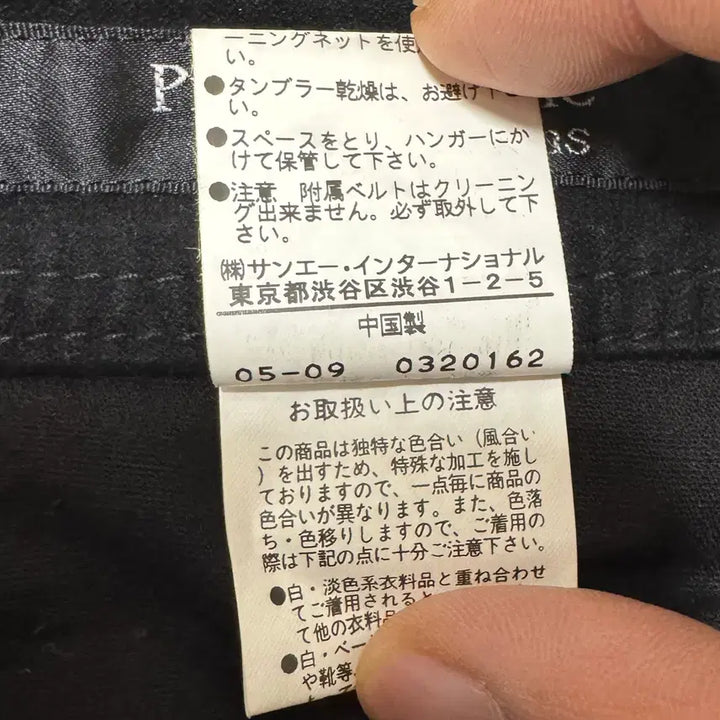 ーニングネットを使
い。
●タンブラー乾燥は、お避け下さ
い。
●スペースをとり、ハンガーにか
けて保管して下さい。
●注意 附属ベルトはクリーニン
グ出来ません。必ず取外して下
さい。
㈱サンエー・インターナショナル
東京都渋谷区渋谷1-2-5
中国製
05-09 0320162
お取扱い上の注意
この商品は独特な色合い(風合い
)を出すため、特殊な加工を施し
ておりますので、一点毎に商品の
色合いが異なります。また、色落
ち・色移りしますので、ご着用の
際は下記の点に十分ご注意下さい。
●白・淡色系衣料品と重ね合わせ
てご着用されると
て他の衣料品
●白・ベー
や靴等